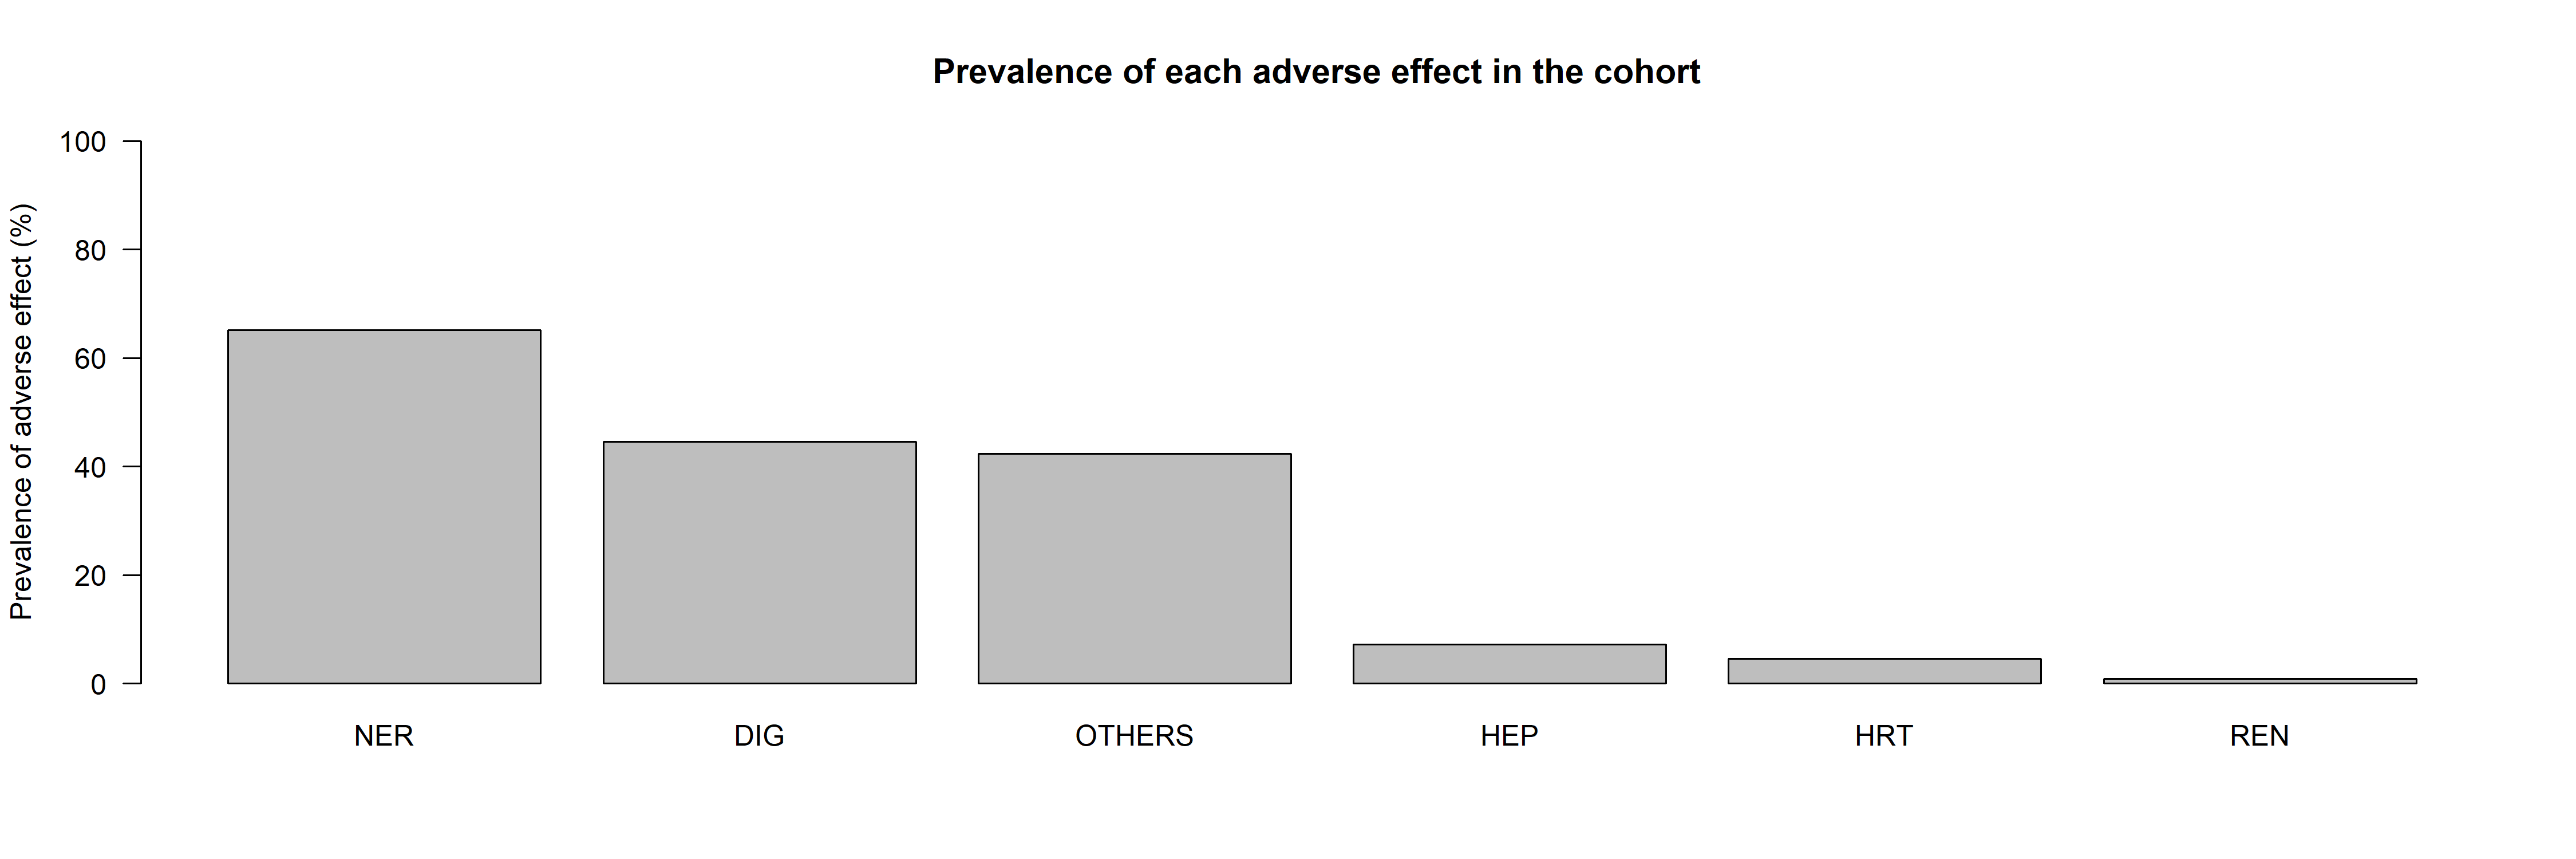 Prevalence of each adverse effect in the cohort
Prevalence of adverse effect (%)
100
80
60
40
20
0
NER DIG OTHERS HEP HRT REN